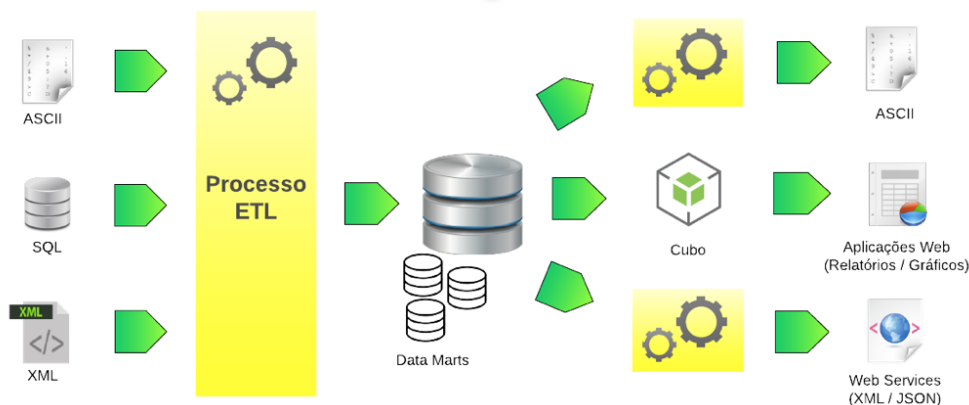 ASCII
SQL
XML
XML
Processo
ETL
Data Marts
Cubo
ASCII
Aplicações Web
(Relatórios / Gráficos)
Web Services
(XML / JSON)